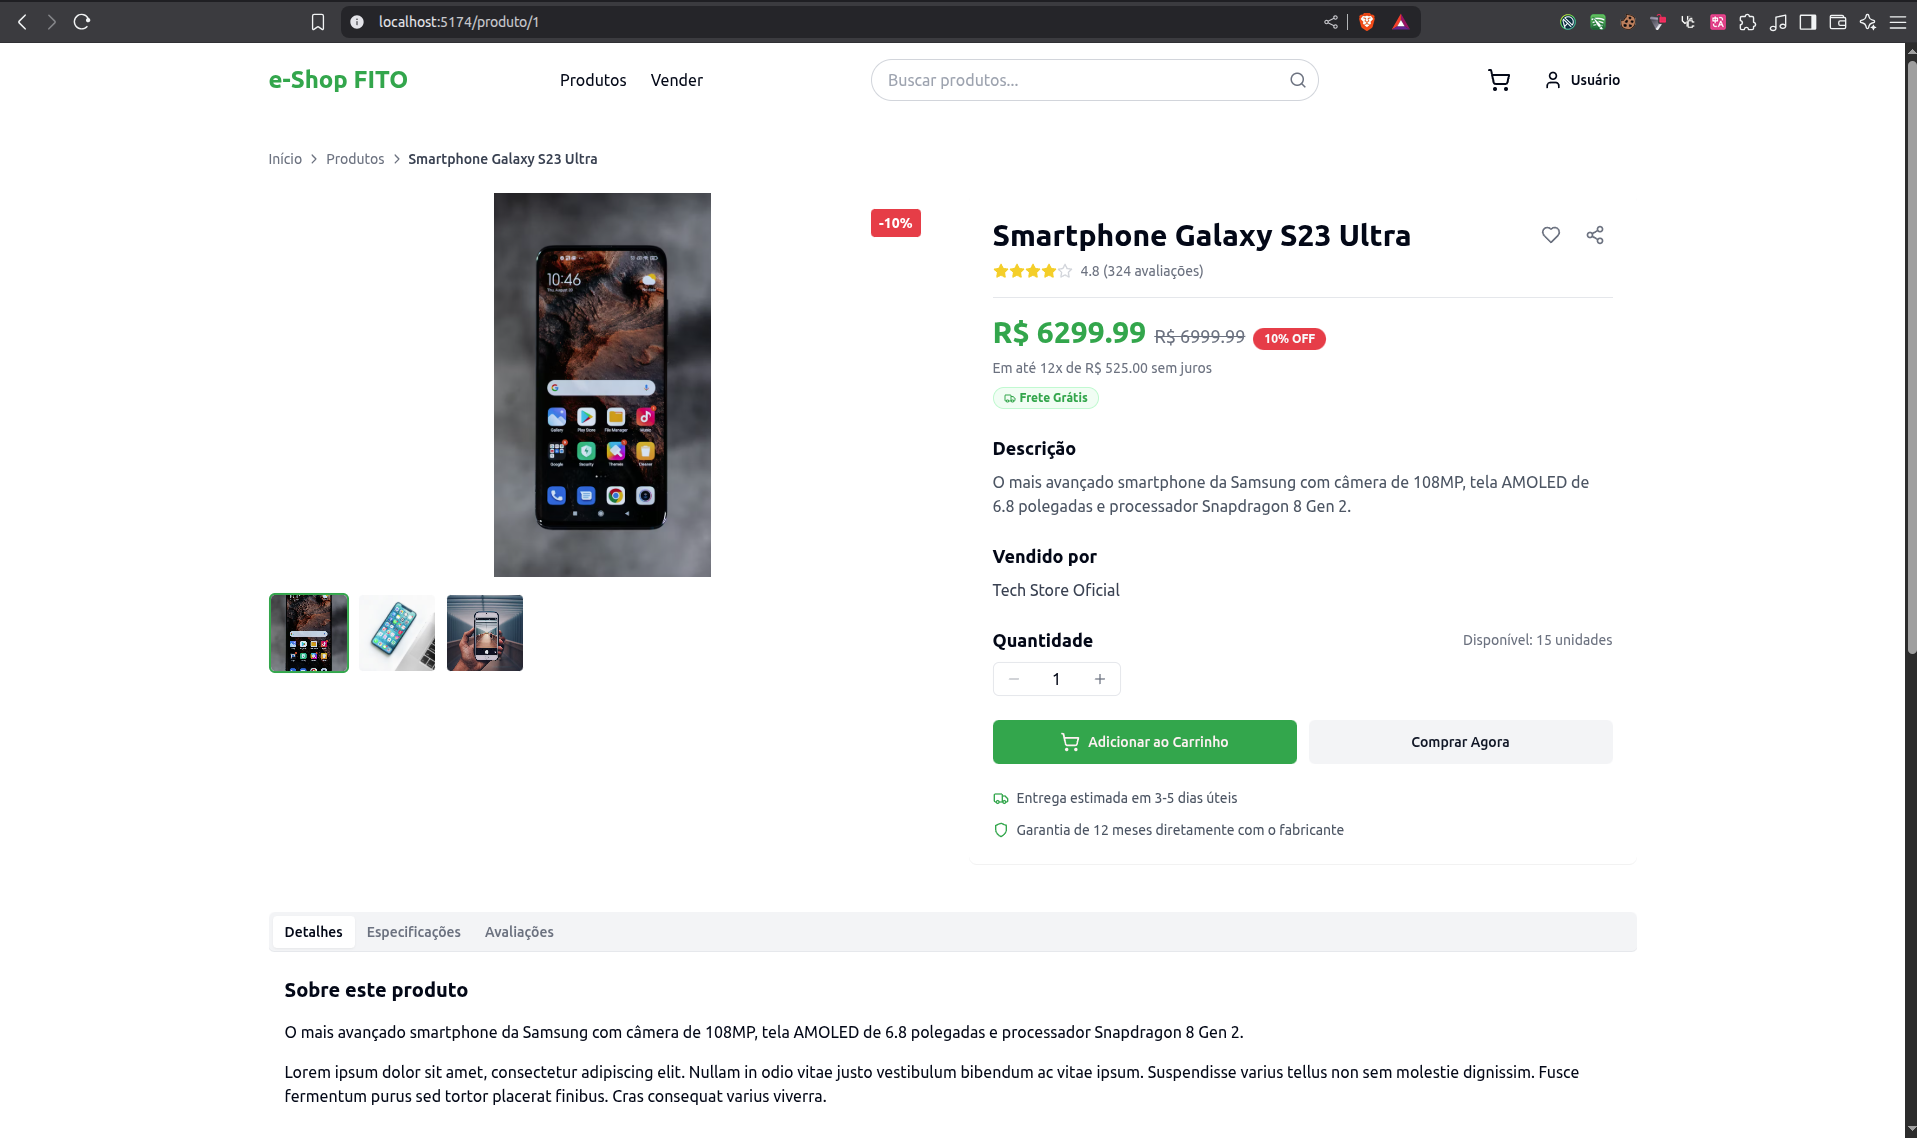 localhost:5174/produto/1
e-Shop FITO
Produtos
Vender
Buscar produtos...
Usuário
Início > Produtos > Smartphone Galaxy S23 Ultra
-10%
10:46
Smartphone Galaxy S23 Ultra
4.8 (324 avaliações)
R$ 6299.99 R$ 6999.99 10% OFF
Em até 12x de R$ 525.00 sem juros
Frete Grátis
Descrição
O mais avançado smartphone da Samsung com câmera de 108MP, tela AMOLED de
6.8 polegadas e processador Snapdragon 8 Gen 2.
Vendido por
Tech Store Oficial
Quantidade
Disponível: 15 unidades
− 1 +
Adicionar ao Carrinho
Comprar Agora
Entrega estimada em 3-5 dias úteis
Garantia de 12 meses diretamente com o fabricante
Detalhes
Especificações
Avaliações
Sobre este produto
O mais avançado smartphone da Samsung com câmera de 108MP, tela AMOLED de 6.8 polegadas e processador Snapdragon 8 Gen 2.
Lorem ipsum dolor sit amet, consectetur adipiscing elit. Nullam in odio vitae justo vestibulum bibendum ac vitae ipsum. Suspendisse varius tellus non sem molestie dignissim. Fusce
fermentum purus sed tortor placerat finibus. Cras consequat varius viverra.